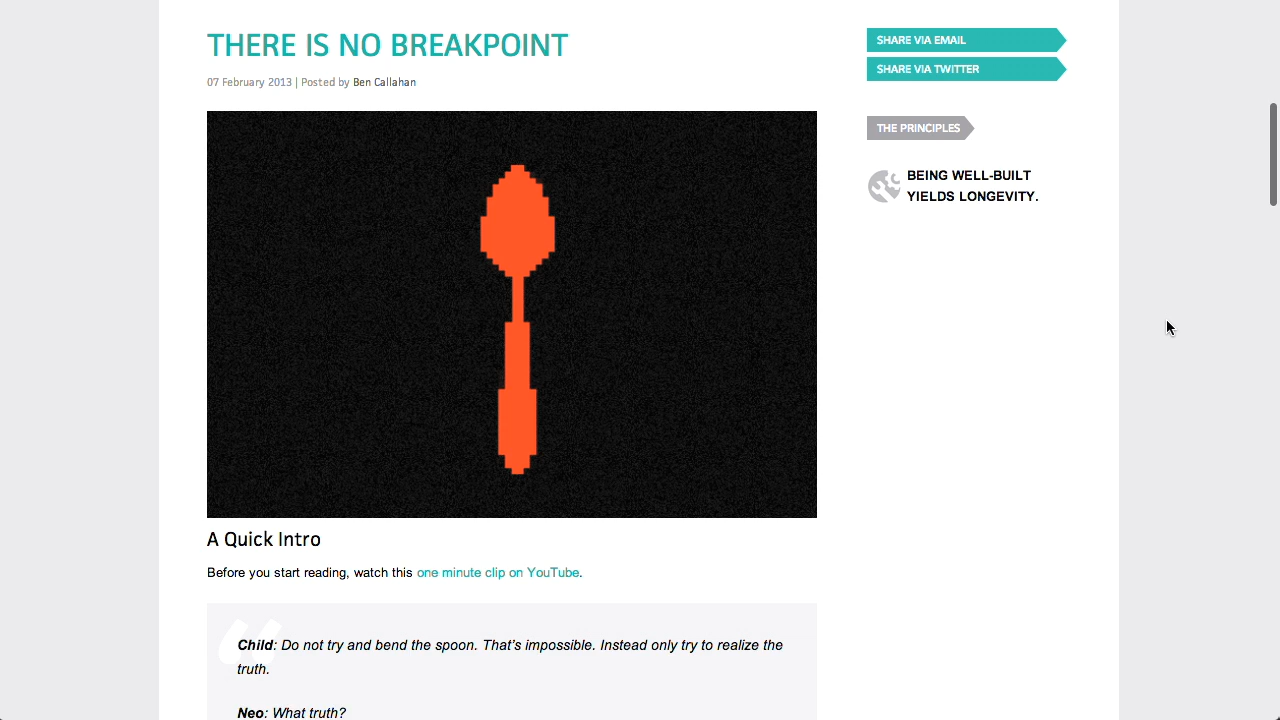 THERE IS NO BREAKPOINT
07 February 2013 | Posted by Ben Callahan
SHARE VIA EMAIL
SHARE VIA TWITTER
THE PRINCIPLES
BEING WELL-BUILT
YIELDS LONGEVITY.
A Quick Intro
Before you start reading, watch this one minute clip on YouTube.
Child: Do not try and bend the spoon. That’s impossible. Instead only try to realize the
truth.
Neo: What truth?